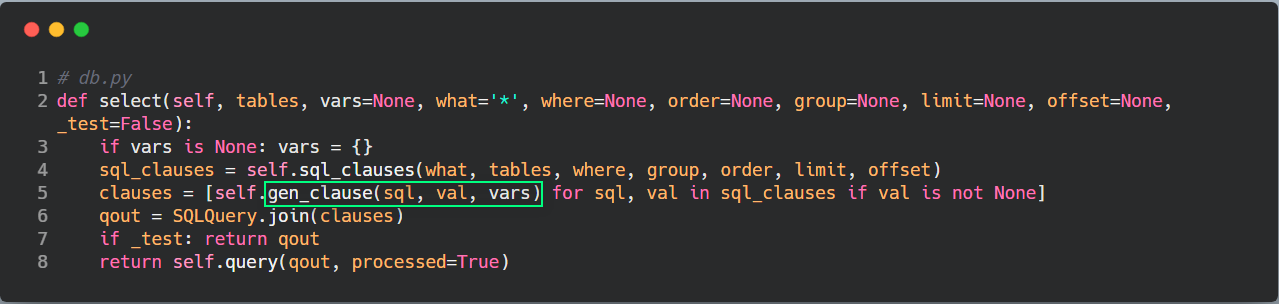 1 # db.py
2 def select(self, tables, vars=None, what='*', where=None, order=None, group=None, limit=None, offset=None,
_test=False):
3     if vars is None: vars = {}
4     sql_clauses = self.sql_clauses(what, tables, where, group, order, limit, offset)
5     clauses = [self.gen_clause(sql, val, vars) for sql, val in sql_clauses if val is not None]
6     qout = SQLQuery.join(clauses)
7     if _test: return qout
8     return self.query(qout, processed=True)